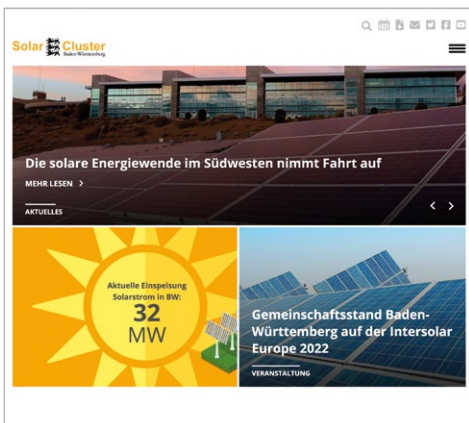 Solar Cluster
Baden-Württemberg
Die solare Energiewende im Südwesten nimmt Fahrt auf
MEHR LESEN >
AKTUELLES
Aktuelle Einspeisung
Solarstrom in BW:
32
MW
Gemeinschaftsstand Baden-
Württemberg auf der Intersolar
Europe 2022
VERANSTALTUNG